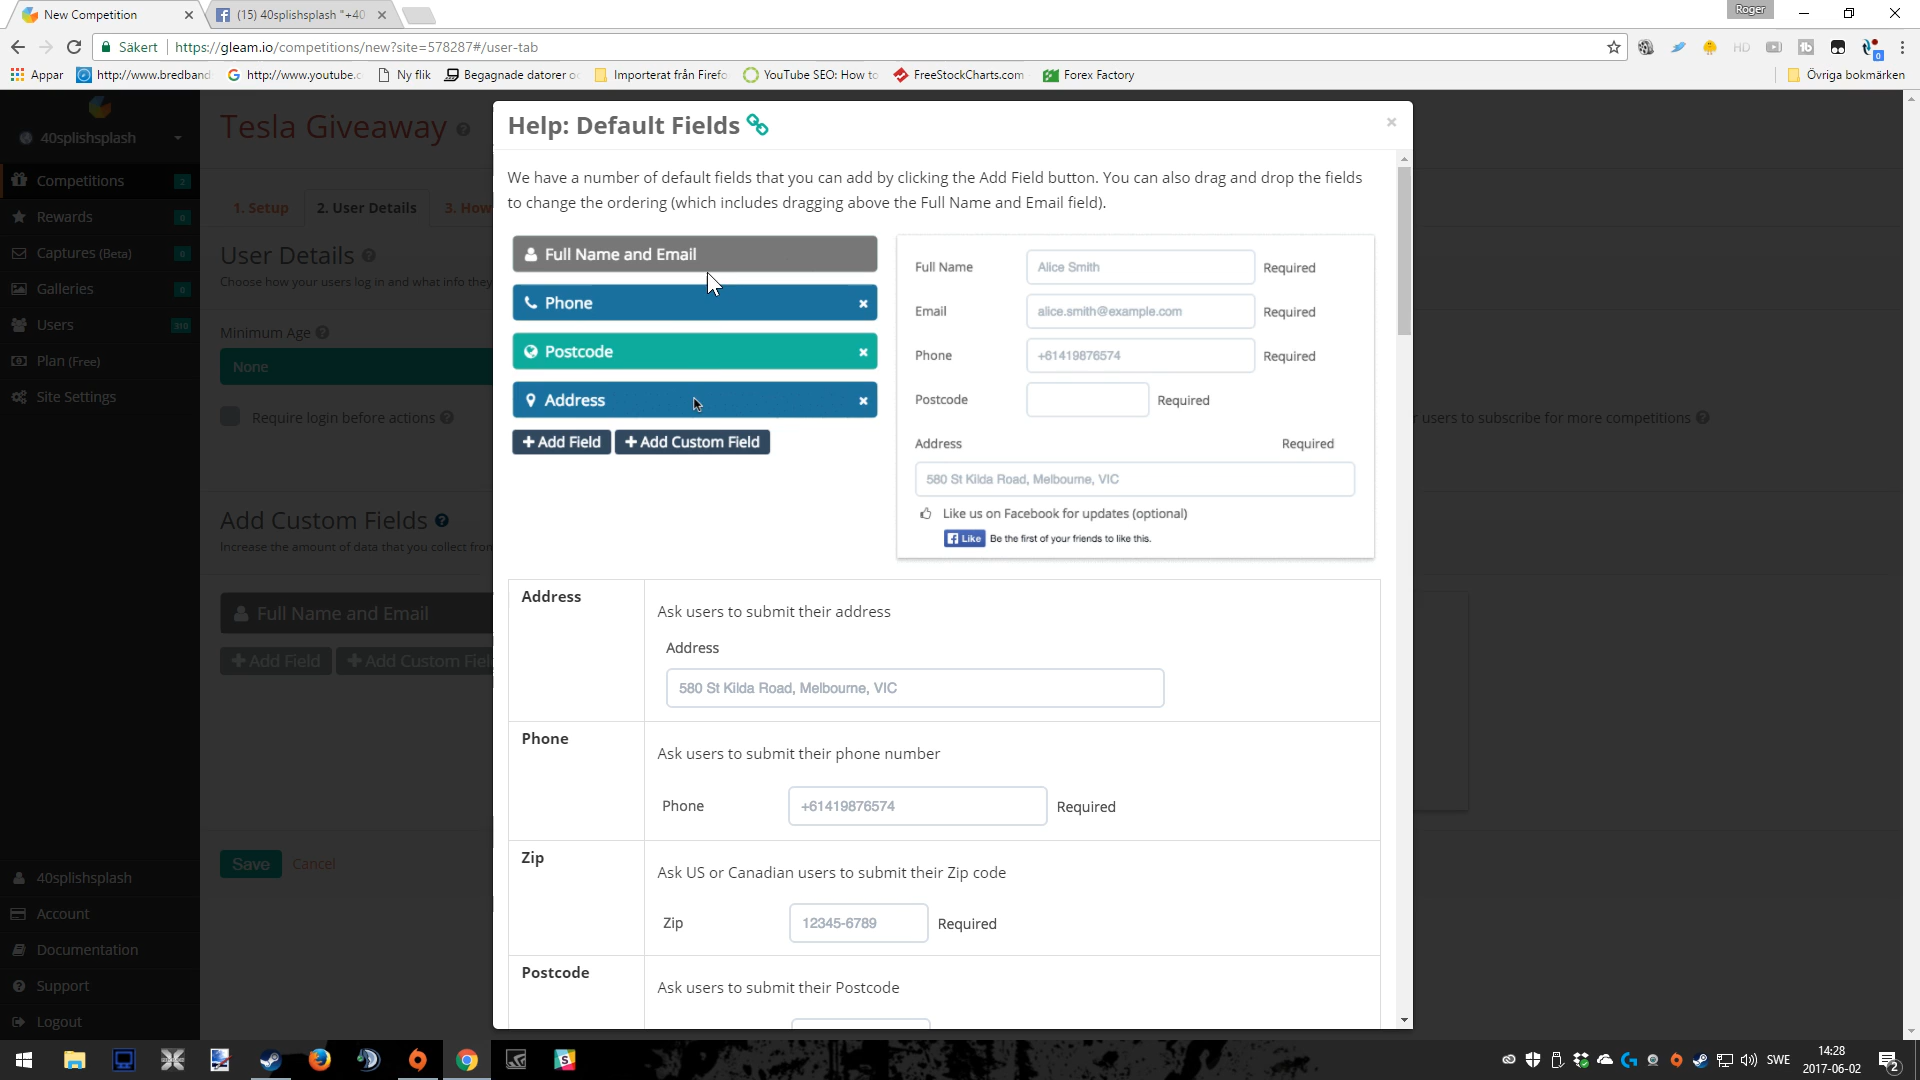 New Competition
(15) 40splishsplash "+40
Roger
Säkert
https://gleam.io/competitions/new?site=578287#/user-tab
Appar
http://www.bredband
http://www.youtube.c
Ny flik
Begagnade datorer o
Importerat från Firefo
YouTube SEO: How to
FreeStockCharts.com
Forex Factory
Övriga bokmärken
40splishsplash
Competitions 2
Rewards 0
Captures (Beta) 0
Galleries 0
Users 310
Plan (Free)
Site Settings
40splishsplash
Account
Documentation
Support
Logout
Tesla Giveaway
1. Setup
2. User Details
3. How
User Details
Choose how your users log in and what info they
Minimum Age
None
Require login before actions
r users to subscribe for more competitions
Add Custom Fields
Increase the amount of data that you collect from
Full Name and Email
Add Field
Add Custom Fiel
Save
Cancel
Help: Default Fields
We have a number of default fields that you can add by clicking the Add Field button. You can also drag and drop the fields
to change the ordering (which includes dragging above the Full Name and Email field).
Full Name and Email
Phone
Postcode
Address
Add Field
Add Custom Field
Full Name Alice Smith Required
Email alice.smith@example.com Required
Phone +61419876574 Required
Postcode Required
Address Required
580 St Kilda Road, Melbourne, VIC
Like us on Facebook for updates (optional)
Like Be the first of your friends to like this.
Address
Ask users to submit their address
Address
580 St Kilda Road, Melbourne, VIC
Phone
Ask users to submit their phone number
Phone +61419876574 Required
Zip
Ask US or Canadian users to submit their Zip code
Zip 12345-6789 Required
Postcode
Ask users to submit their Postcode
SWE
14:28
2017-06-02
2